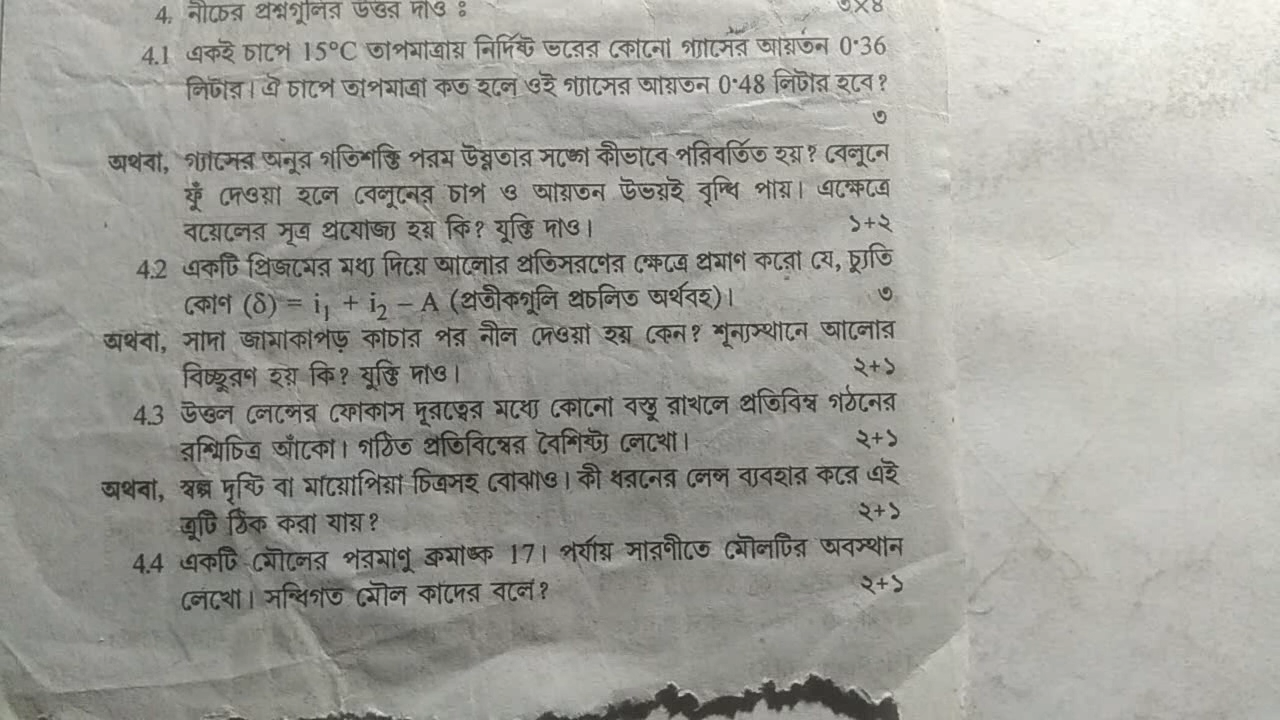 4. নীচের প্রশ্নগুলির উত্তর দাও : ৩×৪
4.1 একই চাপে 15°C তাপমাত্রায় নির্দিষ্ট ভরের কোনো গ্যাসের আয়তন 0·36
লিটার। ঐ চাপে তাপমাত্রা কত হলে ওই গ্যাসের আয়তন 0·48 লিটার হবে?
৩
অথবা, গ্যাসের অনুর গতিশক্তি পরম উষ্ণতার সঙ্গে কীভাবে পরিবর্তিত হয়? বেলুনে
ফুঁ দেওয়া হলে বেলুনের চাপ ও আয়তন উভয়ই বৃদ্ধি পায়। এক্ষেত্রে
বয়েলের সূত্র প্রযোজ্য হয় কি? যুক্তি দাও। ১+২
4.2 একটি প্রিজমের মধ্য দিয়ে আলোর প্রতিসরণের ক্ষেত্রে প্রমাণ করো যে, চ্যুতি
কোণ (δ) = i₁ + i₂ – A (প্রতীকগুলি প্রচলিত অর্থবহ)। ৩
অথবা, সাদা জামাকাপড় কাচার পর নীল দেওয়া হয় কেন? শূন্যস্থানে আলোর
বিচ্ছুরণ হয় কি? যুক্তি দাও। ২+১
4.3 উত্তল লেন্সের ফোকাস দূরত্বের মধ্যে কোনো বস্তু রাখলে প্রতিবিম্ব গঠনের
রশ্মিচিত্র আঁকো। গঠিত প্রতিবিম্বের বৈশিষ্ট্য লেখো। ২+১
অথবা, স্বল্প দৃষ্টি বা মায়োপিয়া চিত্রসহ বোঝাও। কী ধরনের লেন্স ব্যবহার করে এই
ত্রুটি ঠিক করা যায়? ২+১
4.4 একটি মৌলের পরমাণু ক্রমাঙ্ক 17। পর্যায় সারণীতে মৌলটির অবস্থান
লেখো। সন্ধিগত মৌল কাদের বলে? ২+১